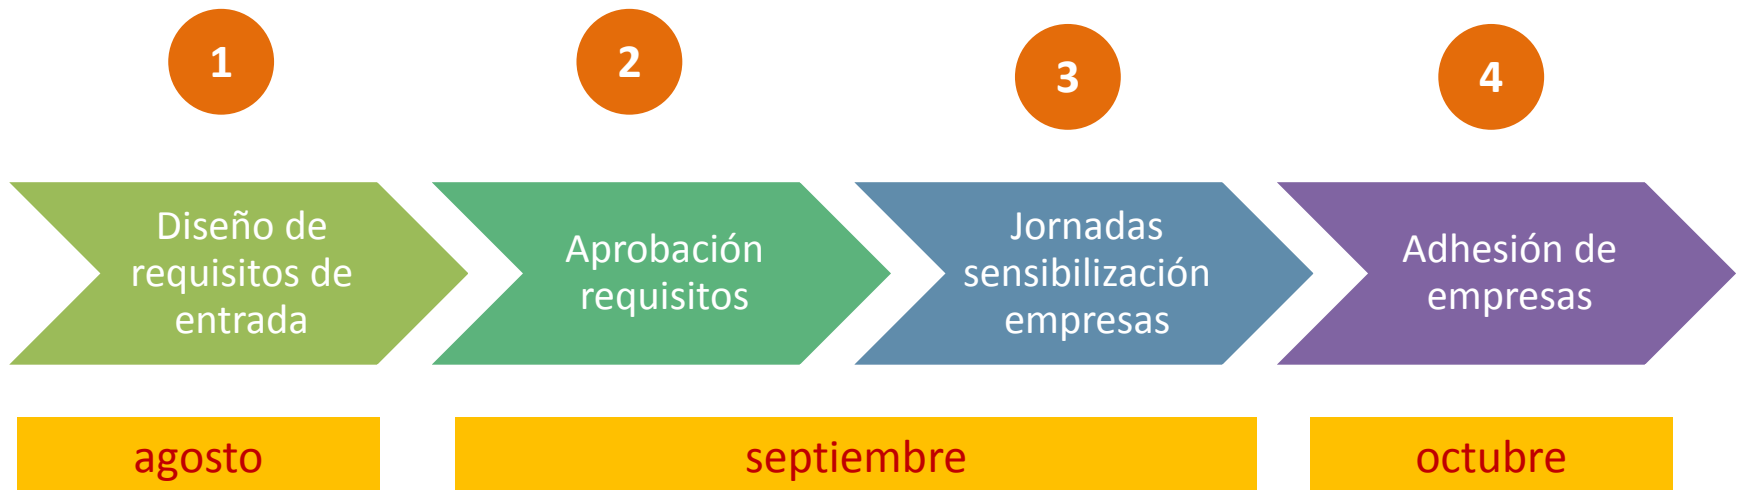 1
2
3
4
Diseño de
requisitos de
entrada
Aprobación
requisitos
Jornadas
sensibilización
empresas
Adhesión de
empresas
agosto
septiembre
octubre